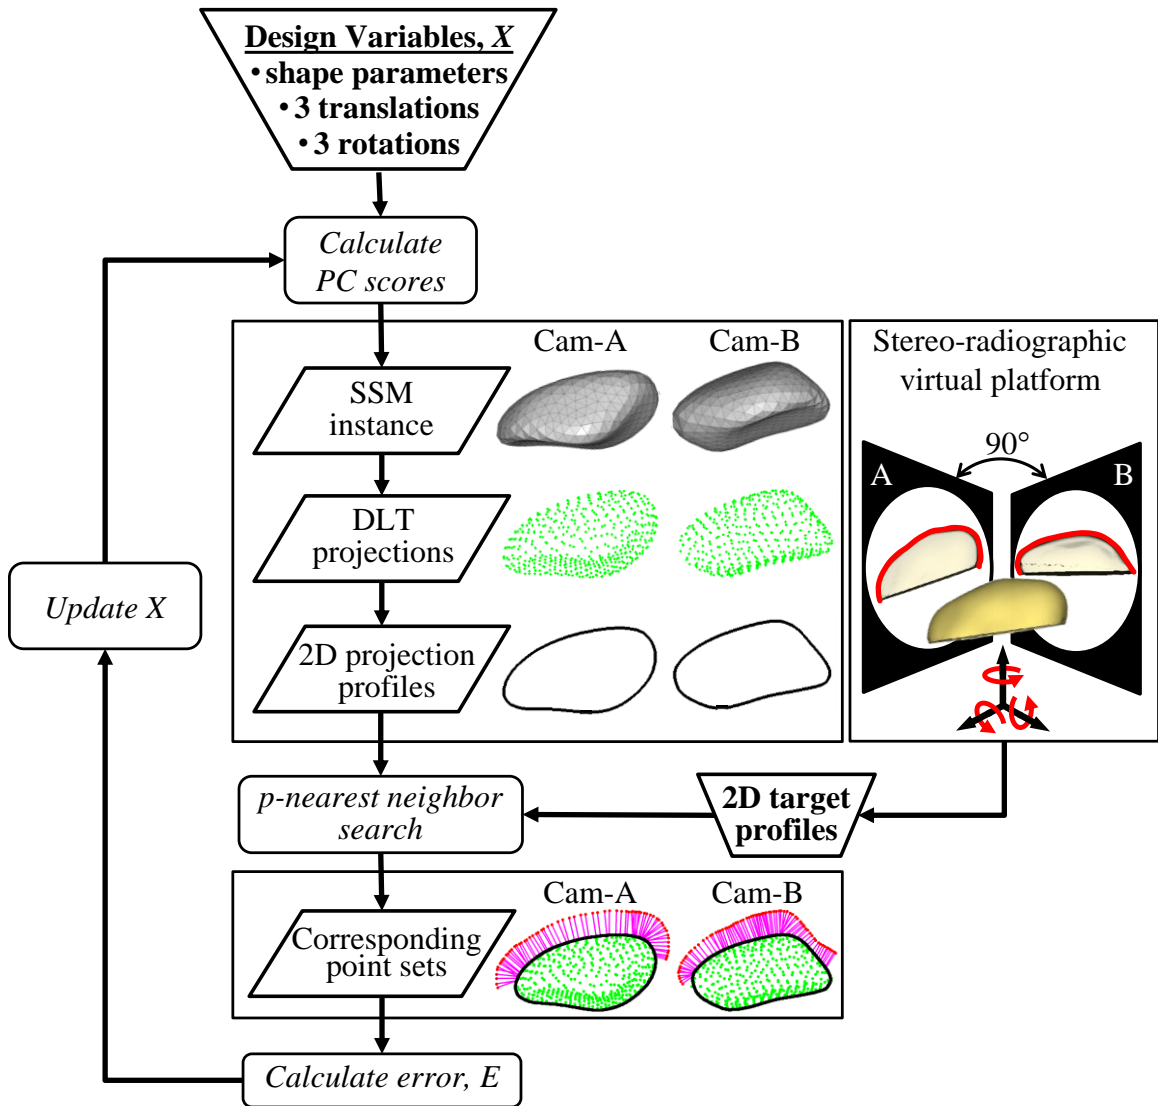 Design Variables, X
• shape parameters
• 3 translations
• 3 rotations
Calculate
PC scores
Cam-A
Cam-B
SSM
instance
DLT
projections
2D projection
profiles
Stereo-radiographic
virtual platform
90°
A
B
Update X
p-nearest neighbor
search
2D target
profiles
Cam-A
Cam-B
Corresponding
point sets
Calculate error, E